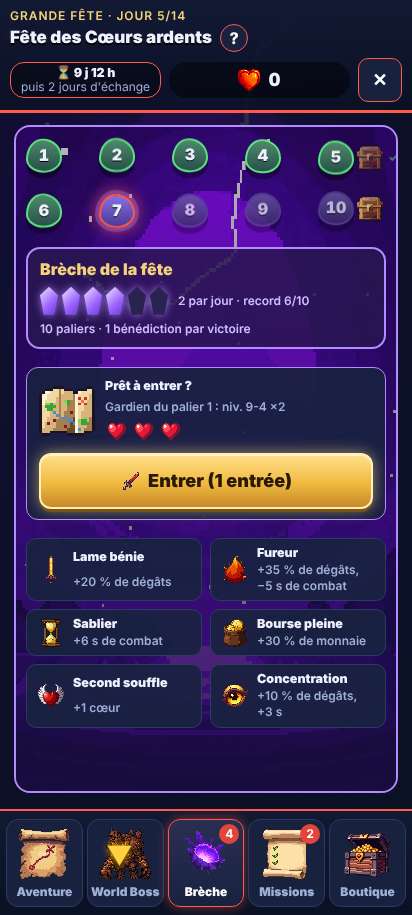 GRANDE FÊTE · JOUR 5/14
Fête des Cœurs ardents ?
⏳ 9 j 12 h
puis 2 jours d'échange
0
×
1 2 3 4 5
6 7 8 9 10
Brèche de la fête
2 par jour · record 6/10
10 paliers · 1 bénédiction par victoire
Prêt à entrer ?
Gardien du palier 1 : niv. 9-4 ×2
Entrer (1 entrée)
Lame bénie
+20 % de dégâts
Fureur
+35 % de dégâts,
−5 s de combat
Sablier
+6 s de combat
Bourse pleine
+30 % de monnaie
Second souffle
+1 cœur
Concentration
+10 % de dégâts,
+3 s
4
2
Aventure
World Boss
Brèche
Missions
Boutique